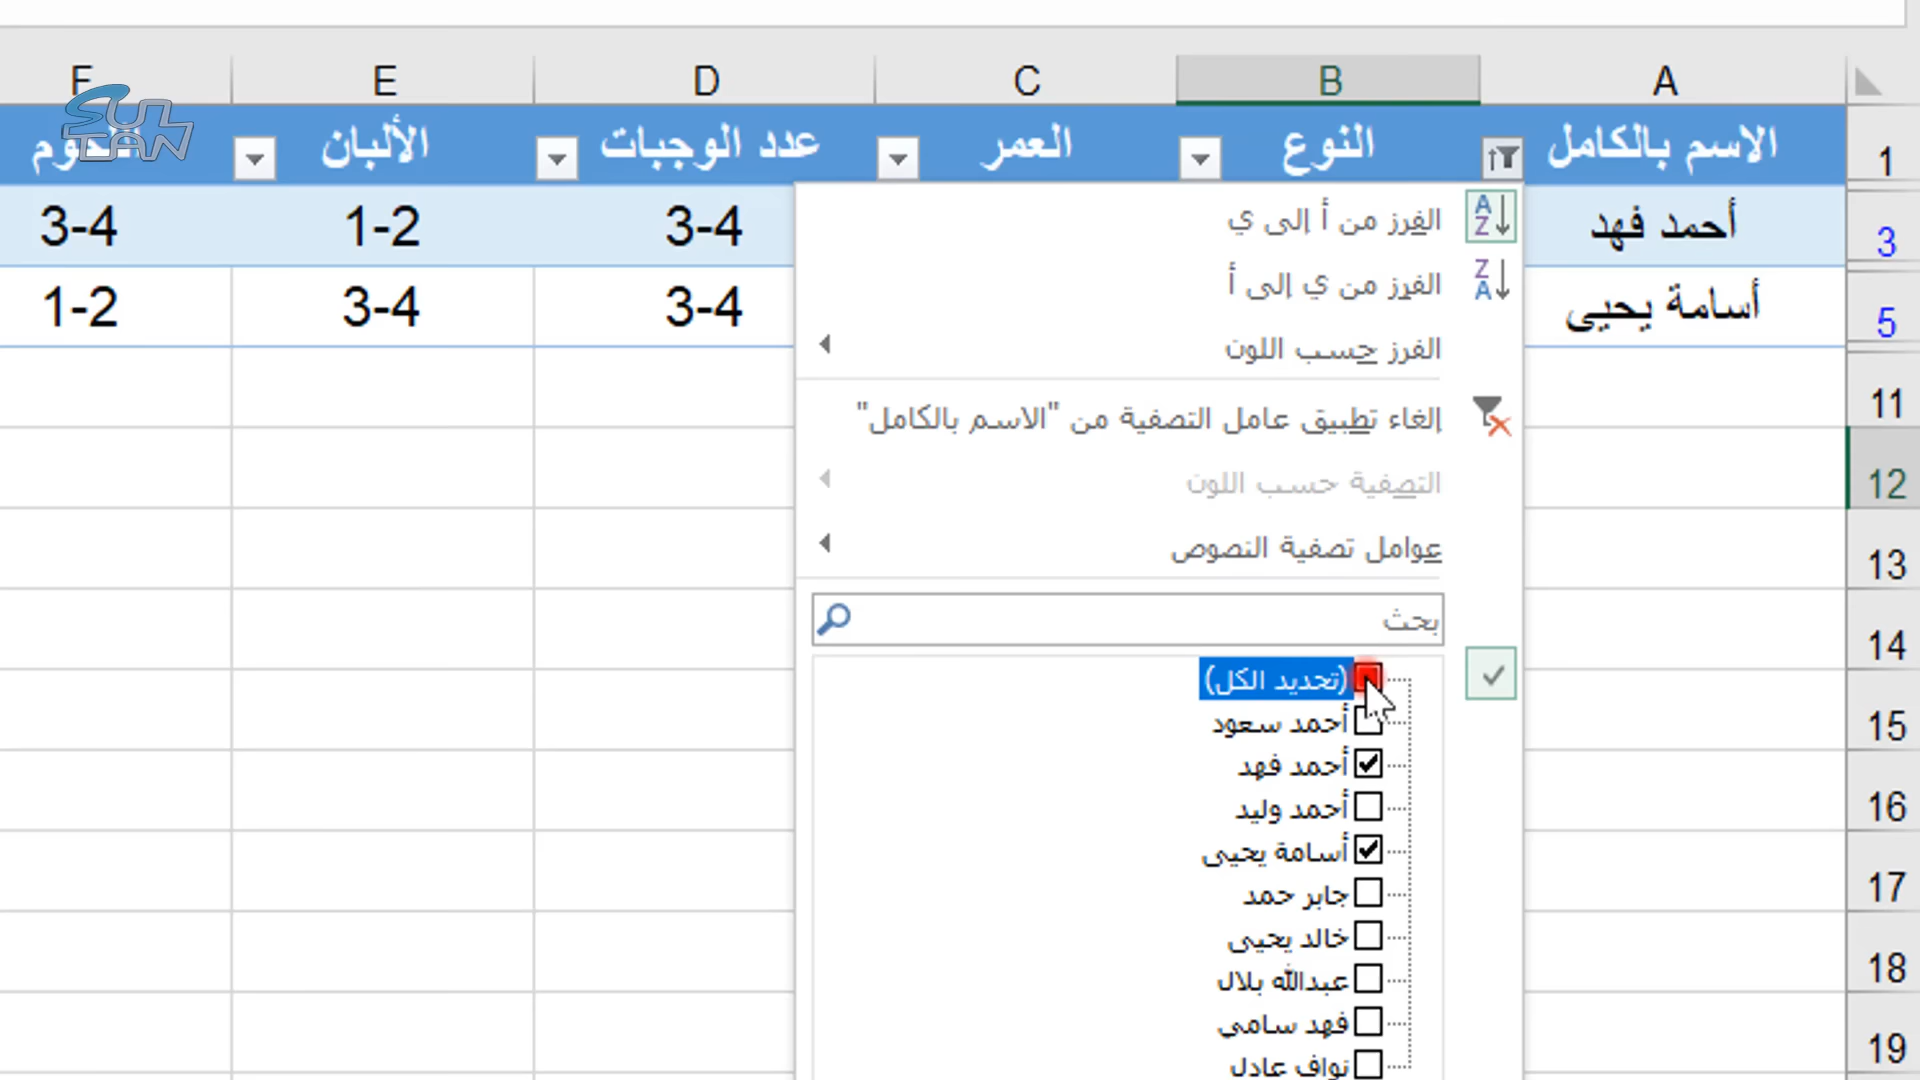 A B C D E F
1 الاسم بالكامل النوع العمر عدد الوجبات الألبان اللحوم
SULTAN
3 أحمد فهد 3-4 1-2 3-4
5 أسامة يحيى 3-4 3-4 1-2
11
12
13
14
15
16
17
18
19
الفرز من أ إلى ي
الفرز من ي إلى أ
الفرز حسب اللون
إلغاء تطبيق عامل التصفية من "الاسم بالكامل"
التصفية حسب اللون
عوامل تصفية النصوص
بحث
(تحديد الكل)
أحمد سعود
أحمد فهد
أحمد وليد
أسامة يحيى
جابر حمد
خالد يحيى
عبدالله بلال
فهد سامي
نواف عادل